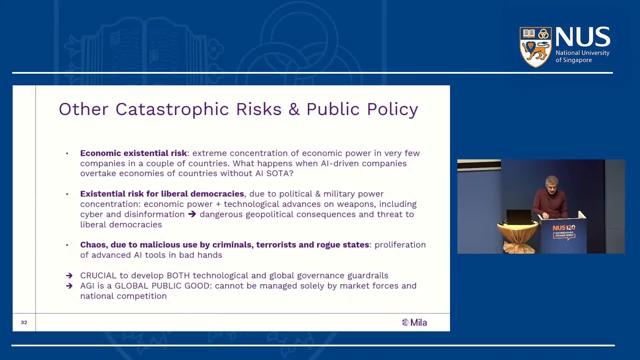 NUS
National University
of Singapore
Other Catastrophic Risks & Public Policy
• Economic existential risk: extreme concentration of economic power in very few
companies in a couple of countries. What happens when AI-driven companies
overtake economies of countries without AI SOTA?
• Existential risk for liberal democracies, due to political & military power
concentration: economic power + technological advances on weapons, including
cyber and disinformation ➔ dangerous geopolitical consequences and threat to
liberal democracies
• Chaos, due to malicious use by criminals, terrorists and rogue states: proliferation
of advanced AI tools in bad hands
➔ CRUCIAL to develop BOTH technological and global governance guardrails
➔ AGI is a GLOBAL PUBLIC GOOD: cannot be managed solely by market forces and
national competition
32
Mila
NUS120